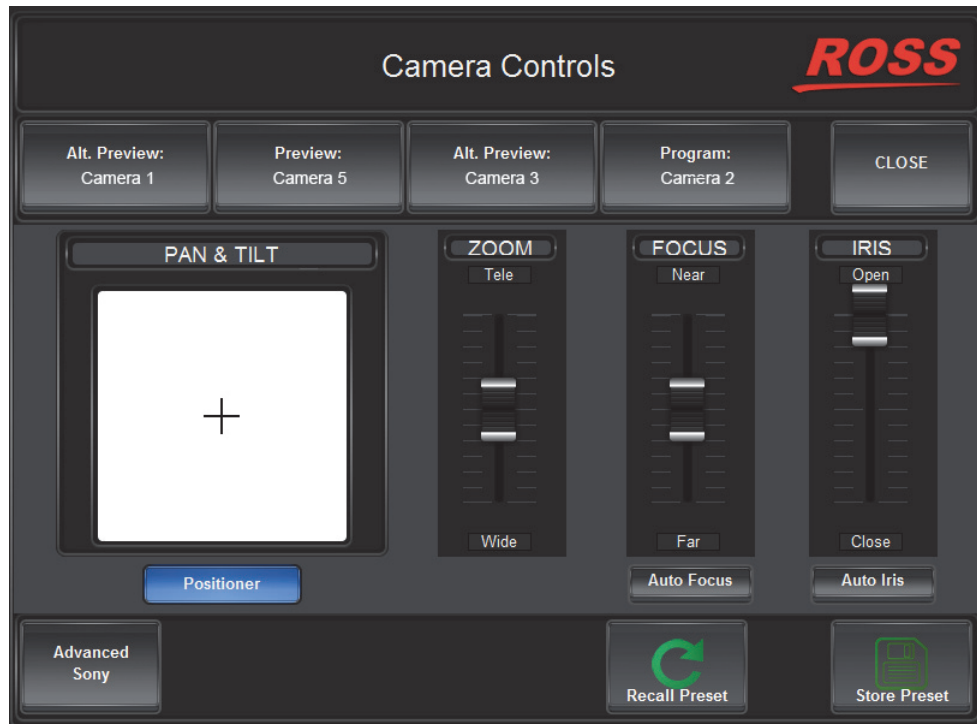 Camera Controls
ROSS
Alt. Preview:
Camera 1
Preview:
Camera 5
Alt. Preview:
Camera 3
Program:
Camera 2
CLOSE
PAN & TILT
ZOOM
Tele
Wide
FOCUS
Near
Far
IRIS
Open
Close
Positioner
Auto Focus
Auto Iris
Advanced
Sony
Recall Preset
Store Preset